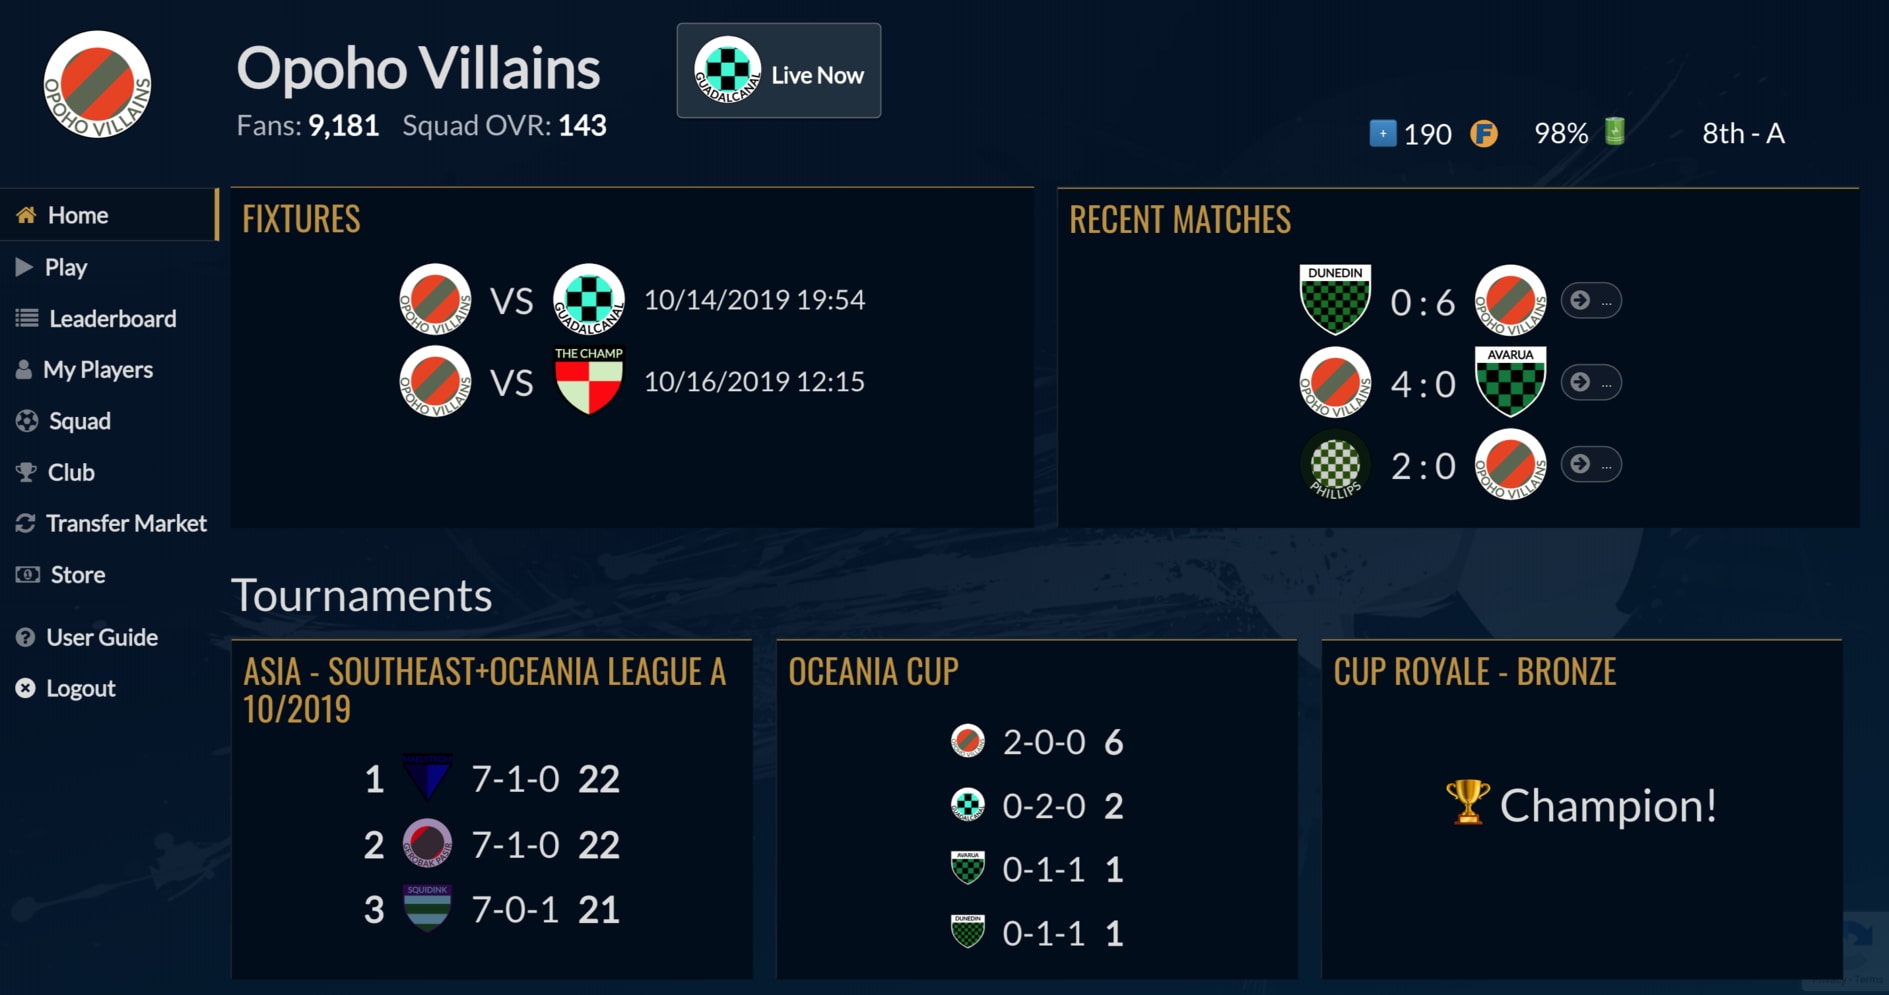 OPOHO VILLAINS
Opoho Villains
Fans: 9,181 Squad OVR: 143
GUADALCANAL
Live Now
+ 190 F 98% 8th - A
Home
Play
Leaderboard
My Players
Squad
Club
Transfer Market
Store
User Guide
Logout
FIXTURES
OPOHO VILLAINS VS GUADALCANAL 10/14/2019 19:54
OPOHO VILLAINS VS THE CHAMP 10/16/2019 12:15
RECENT MATCHES
DUNEDIN 0 : 6 OPOHO VILLAINS ...
OPOHO VILLAINS 4 : 0 AVARUA ...
PHILLIPS 2 : 0 OPOHO VILLAINS ...
Tournaments
ASIA - SOUTHEAST+OCEANIA LEAGUE A
10/2019
1 7-1-0 22
2 7-1-0 22
3 SQUIDINK 7-0-1 21
OCEANIA CUP
OPOHO VILLAINS 2-0-0 6
GUADALCANAL 0-2-0 2
AVARUA 0-1-1 1
DUNEDIN 0-1-1 1
CUP ROYALE - BRONZE
Champion!
Privacy - Terms